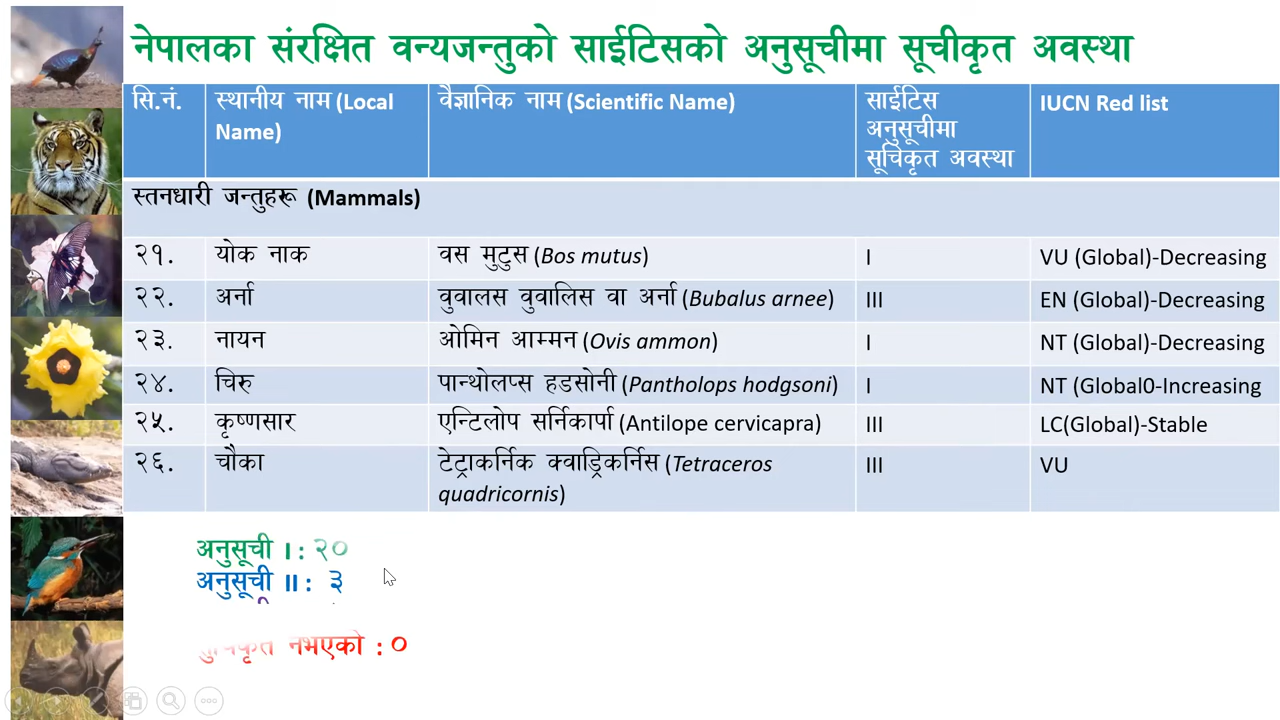 नेपालका संरक्षित वन्यजन्तुको साईटिसको अनुसूचीमा सूचीकृत अवस्था
सि.नं. स्थानीय नाम (Local Name) वैज्ञानिक नाम (Scientific Name) साईटिस अनुसूचीमा सूचिकृत अवस्था IUCN Red list
स्तनधारी जन्तुहरू (Mammals)
२१. योक नाक वस मुटुस (Bos mutus) I VU (Global)-Decreasing
२२. अर्ना वुवालस वुवालिस वा अर्ना (Bubalus arnee) III EN (Global)-Decreasing
२३. नायन ओमिन आम्मन (Ovis ammon) I NT (Global)-Decreasing
२४. चिरु पान्थोलप्स हडसोनी (Pantholops hodgsoni) I NT (Global0-Increasing
२५. कृष्णसार एन्टिलोप सर्निकार्पा (Antilope cervicapra) III LC(Global)-Stable
२६. चौका टेट्राकर्निक क्वाड्रिकर्निस (Tetraceros quadricornis) III VU
अनुसूची I : २०
अनुसूची II : ३
नभएको : ०